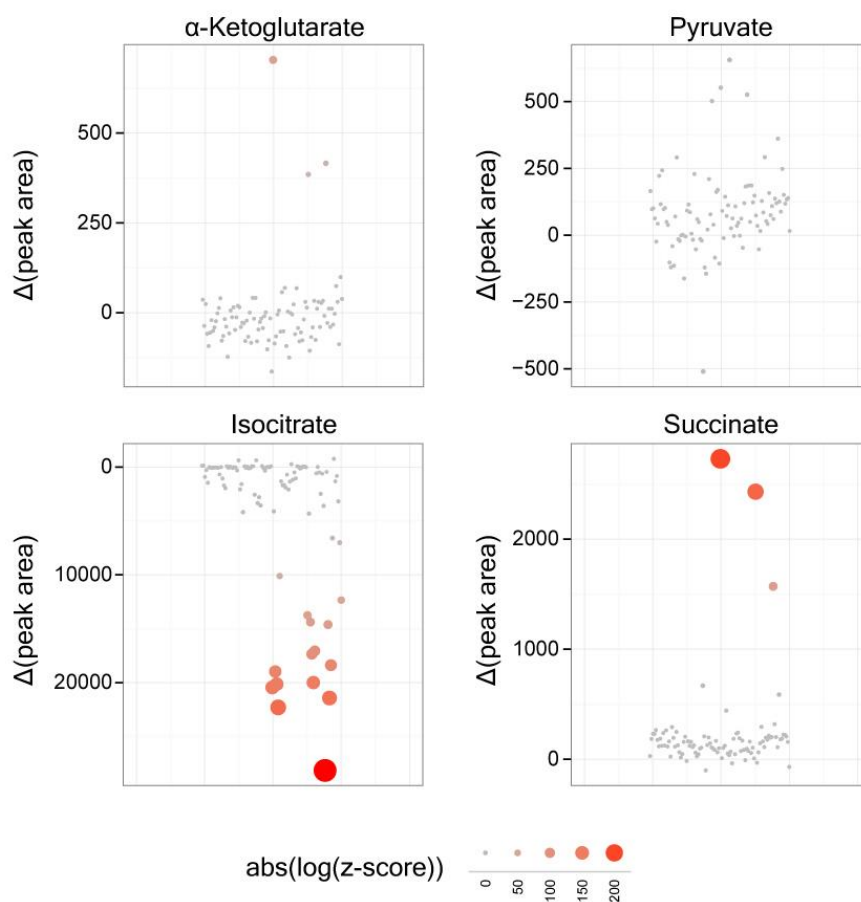 α-Ketoglutarate
Pyruvate
Δ(peak area)
500
250
0
Δ(peak area)
500
250
0
−250
−500
Isocitrate
Succinate
Δ(peak area)
0
10000
20000
Δ(peak area)
2000
1000
0
abs(log(z-score))
0
50
100
150
200